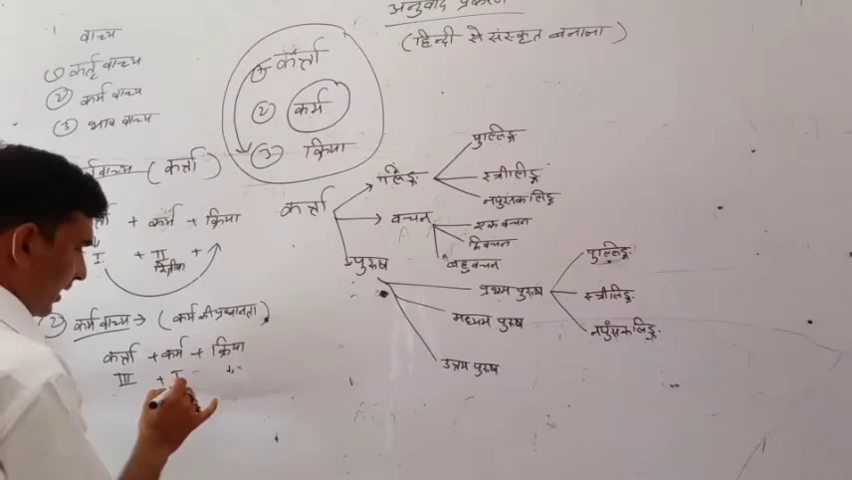 अनुवाद प्रकरण
(हिन्दी से संस्कृत बनाना)
वाच्य
① कर्तृ वाच्य
② कर्म वाच्य
③ भाव वाच्य
① कर्त्ता
② कर्म
③ क्रिया
वाच्य (कर्त्ता)
+ कर्म + क्रिया
I + II +
② कर्म वाच्य → (कर्म की प्रधानता)
कर्त्ता + कर्म + क्रिया
III + I
कर्त्ता
लिङ्ग
पुल्लिङ्ग
स्त्रीलिङ्ग
नपुंसकलिङ्ग
वचन
एकवचन
द्विवचन
बहुवचन
पुरुष
प्रथम पुरुष
पुल्लिङ्ग
स्त्रीलिङ्ग
नपुंसकलिङ्ग
मध्यम पुरुष
उत्तम पुरुष